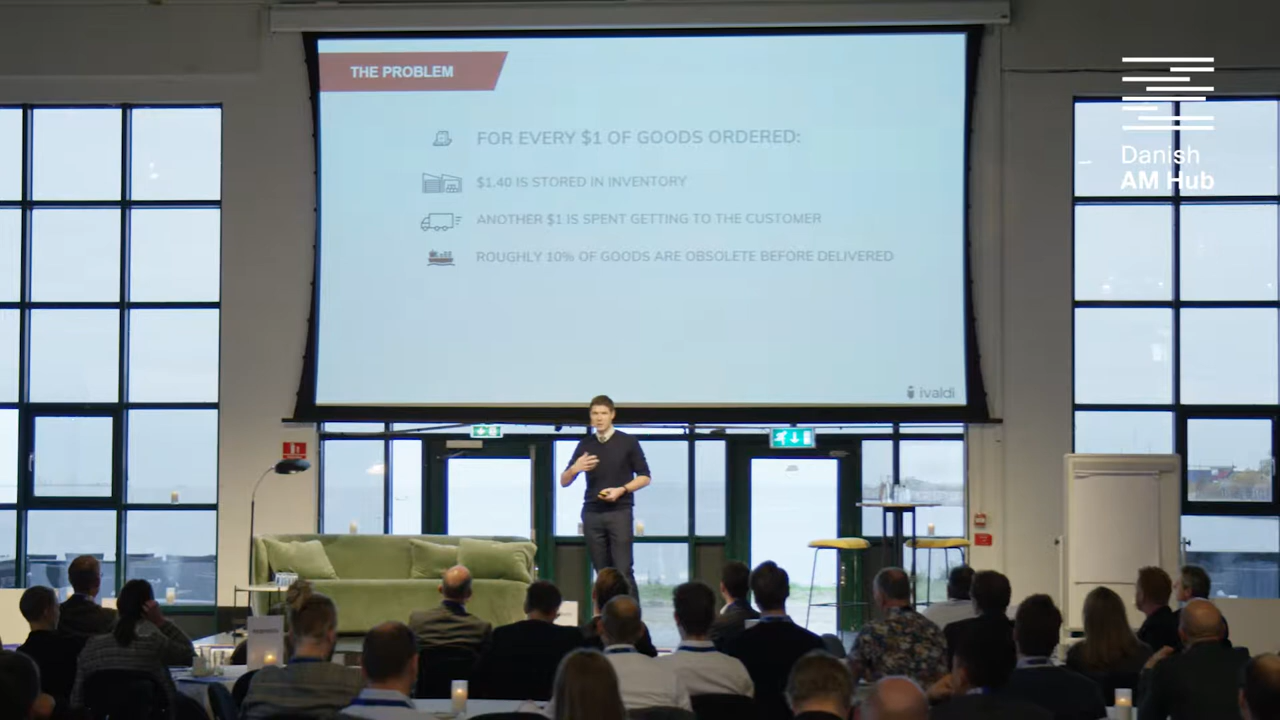 THE PROBLEM
FOR EVERY $1 OF GOODS ORDERED:
$1.40 IS STORED IN INVENTORY
ANOTHER $1 IS SPENT GETTING TO THE CUSTOMER
ROUGHLY 10% OF GOODS ARE OBSOLETE BEFORE DELIVERED
ivaldi
Danish
AM Hub